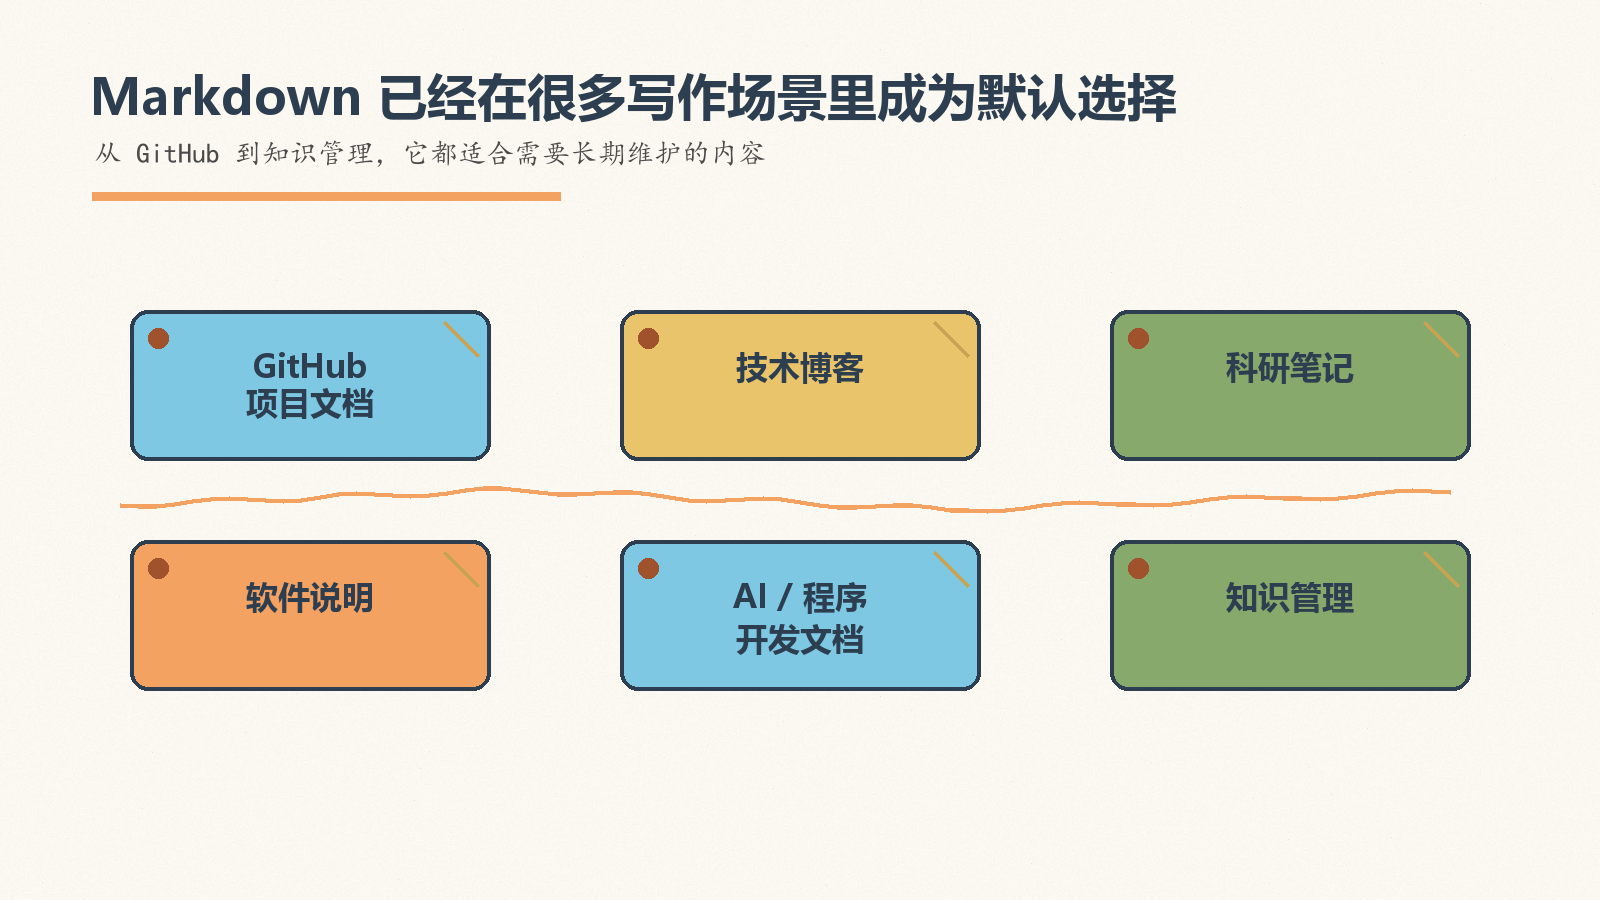 Markdown 已经在很多写作场景里成为默认选择
从 GitHub 到知识管理，它都适合需要长期维护的内容
GitHub
项目文档
技术博客
科研笔记
软件说明
AI / 程序
开发文档
知识管理